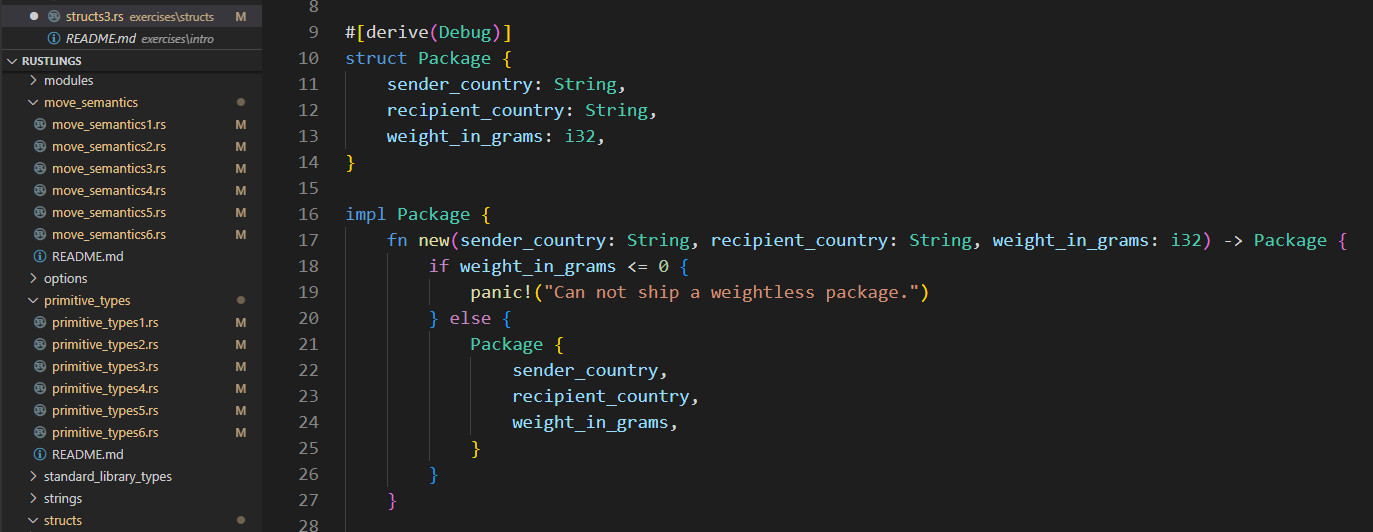 structs3.rs exercises\structs M
README.md exercises\intro
RUSTLINGS
modules
move_semantics
move_semantics1.rs M
move_semantics2.rs M
move_semantics3.rs M
move_semantics4.rs M
move_semantics5.rs M
move_semantics6.rs M
README.md
options
primitive_types
primitive_types1.rs M
primitive_types2.rs M
primitive_types3.rs M
primitive_types4.rs M
primitive_types5.rs M
primitive_types6.rs M
README.md
standard_library_types
strings
structs
8
9 #[derive(Debug)]
10 struct Package {
11     sender_country: String,
12     recipient_country: String,
13     weight_in_grams: i32,
14 }
15
16 impl Package {
17     fn new(sender_country: String, recipient_country: String, weight_in_grams: i32) -> Package {
18         if weight_in_grams <= 0 {
19             panic!("Can not ship a weightless package.")
20         } else {
21             Package {
22                 sender_country,
23                 recipient_country,
24                 weight_in_grams,
25             }
26         }
27     }
28